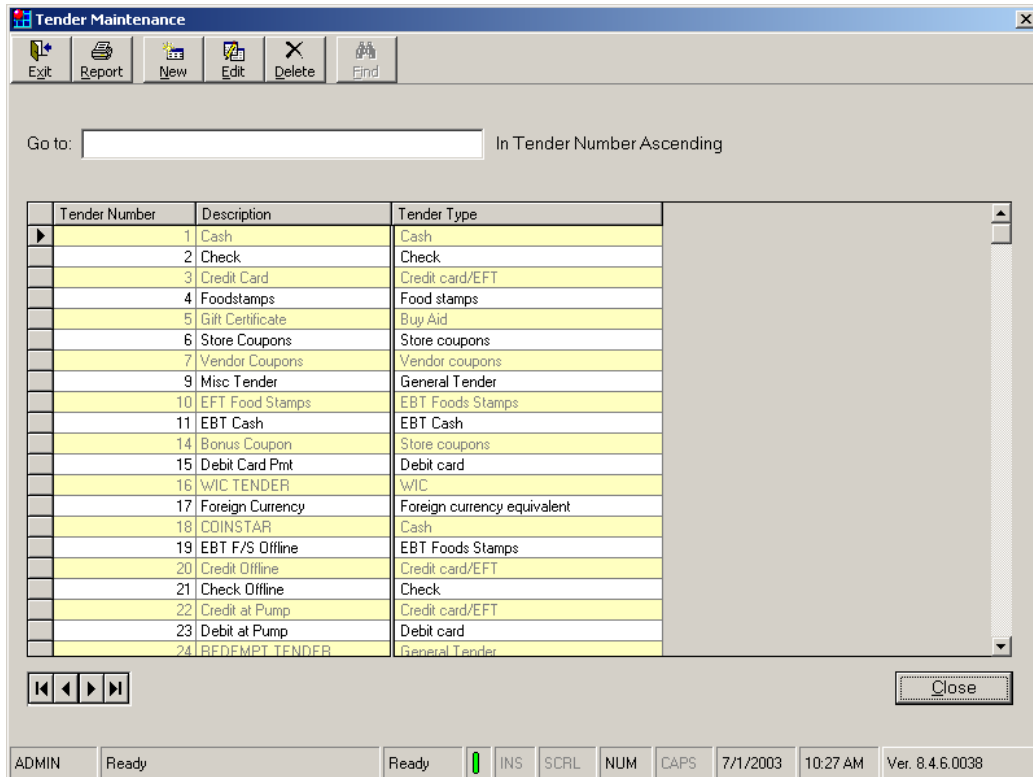 Tender Maintenance
Exit Report New Edit Delete Find
Go to: In Tender Number Ascending
Tender Number Description Tender Type
1 Cash Cash
2 Check Check
3 Credit Card Credit card/EFT
4 Foodstamps Food stamps
5 Gift Certificate Buy Aid
6 Store Coupons Store coupons
7 Vendor Coupons Vendor coupons
9 Misc Tender General Tender
10 EFT Food Stamps EBT Foods Stamps
11 EBT Cash EBT Cash
14 Bonus Coupon Store coupons
15 Debit Card Pmt Debit card
16 WIC TENDER WIC
17 Foreign Currency Foreign currency equivalent
18 COINSTAR Cash
19 EBT F/S Offline EBT Foods Stamps
20 Credit Offline Credit card/EFT
21 Check Offline Check
22 Credit at Pump Credit card/EFT
23 Debit at Pump Debit card
24 REDEMPT TENDER General Tender
Close
ADMIN Ready Ready INS SCRL NUM CAPS 7/1/2003 10:27 AM Ver. 8.4.6.0038